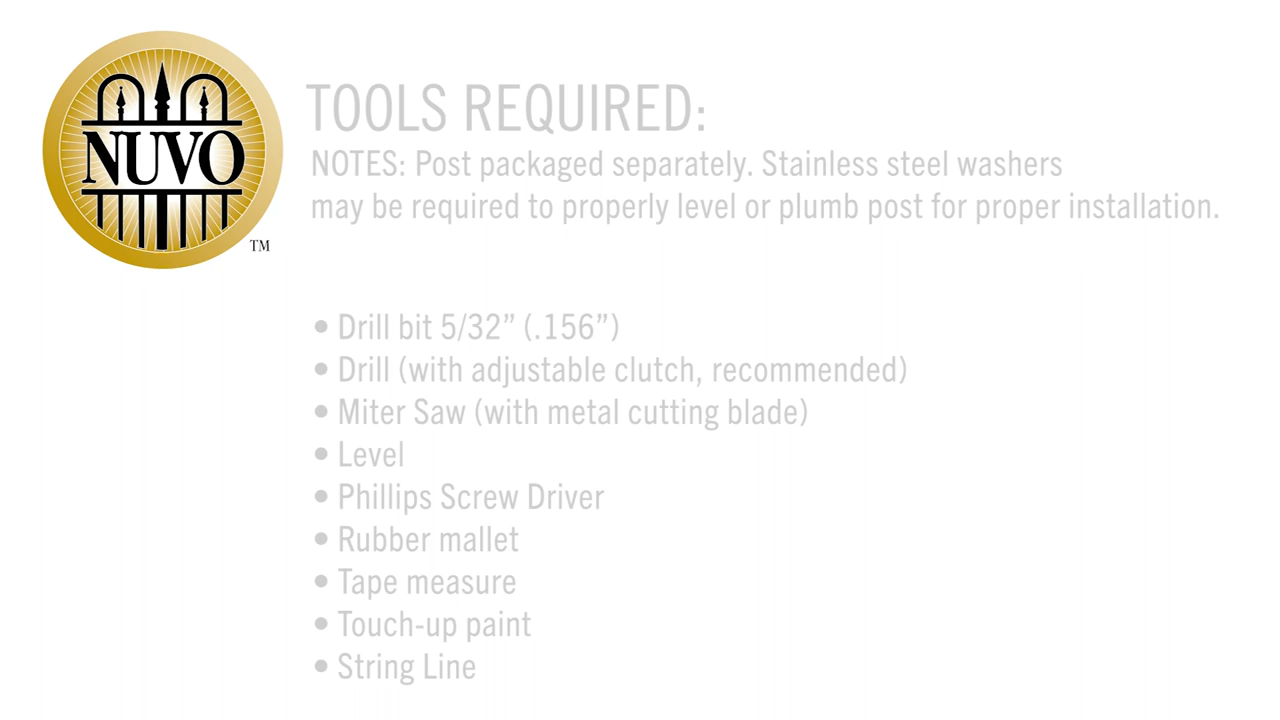 NUVO
TM
TOOLS REQUIRED:
NOTES: Post packaged separately. Stainless steel washers
may be required to properly level or plumb post for proper installation.
• Drill bit 5/32” (.156”)
• Drill (with adjustable clutch, recommended)
• Miter Saw (with metal cutting blade)
• Level
• Phillips Screw Driver
• Rubber mallet
• Tape measure
• Touch-up paint
• String Line